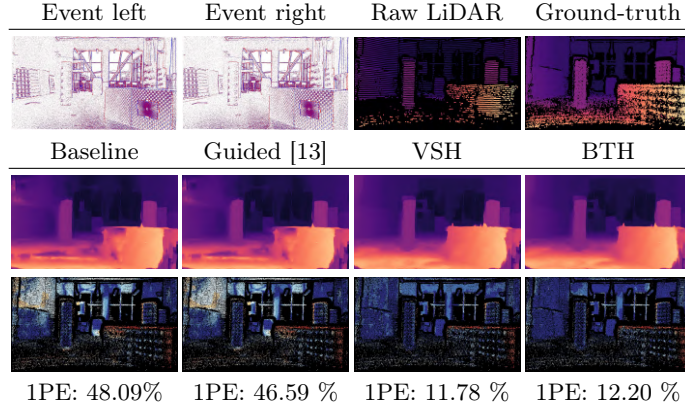 Event left Event right Raw LiDAR Ground-truth
Baseline Guided [13] VSH BTH
1PE: 48.09% 1PE: 46.59 % 1PE: 11.78 % 1PE: 12.20 %